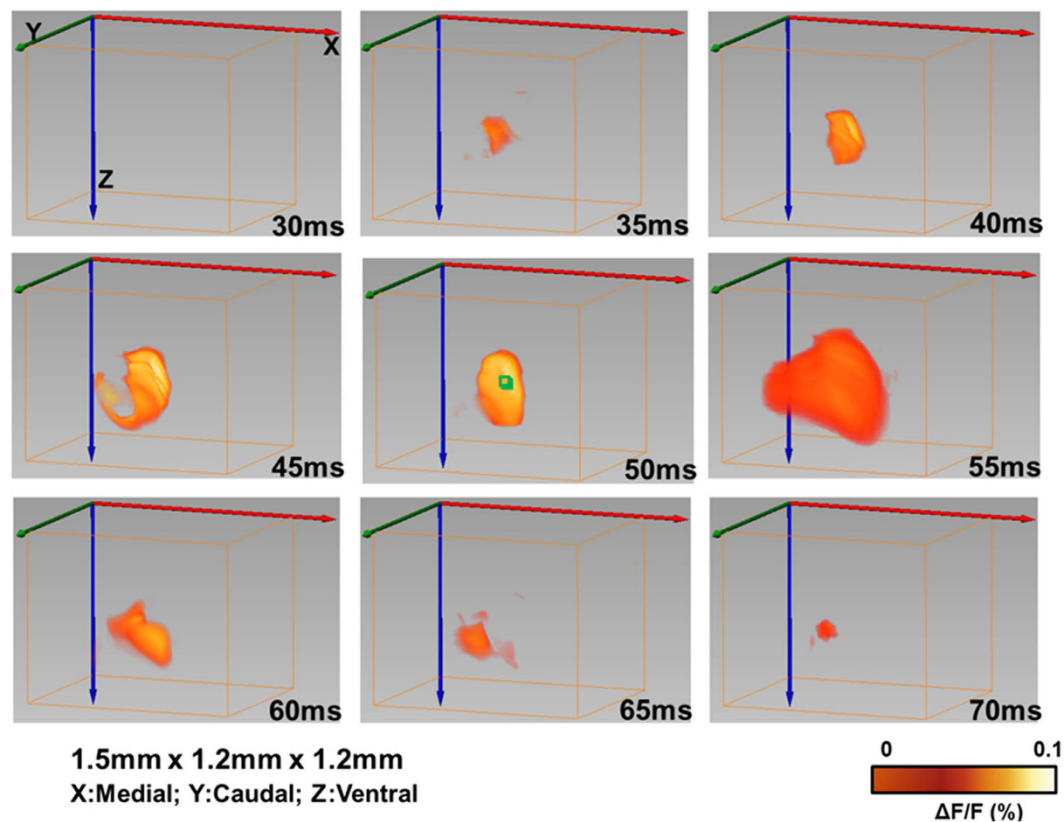 Y
X
Z
30ms
35ms
40ms
45ms
50ms
55ms
60ms
65ms
70ms
1.5mm x 1.2mm x 1.2mm
X:Medial; Y:Caudal; Z:Ventral
0 0.1
ΔF/F (%)